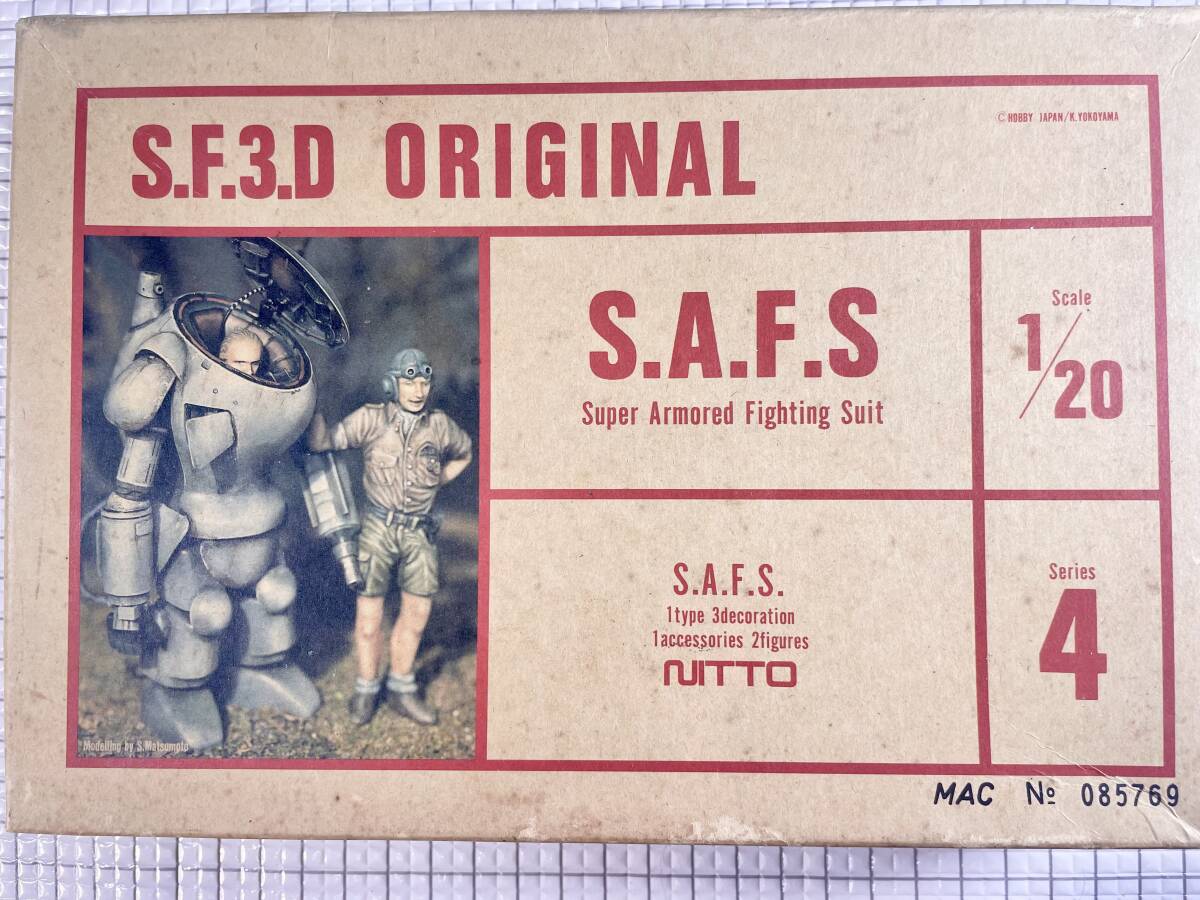 S.F.3.D ORIGINAL
© HOBBY JAPAN/K.YOKOYAMA
S.A.F.S
Super Armored Fighting Suit
Scale
1/20
S.A.F.S.
1type 3decoration
1accessories 2figures
NITTO
Series
4
Modelling by S.Matsumoto
MAC № 085769